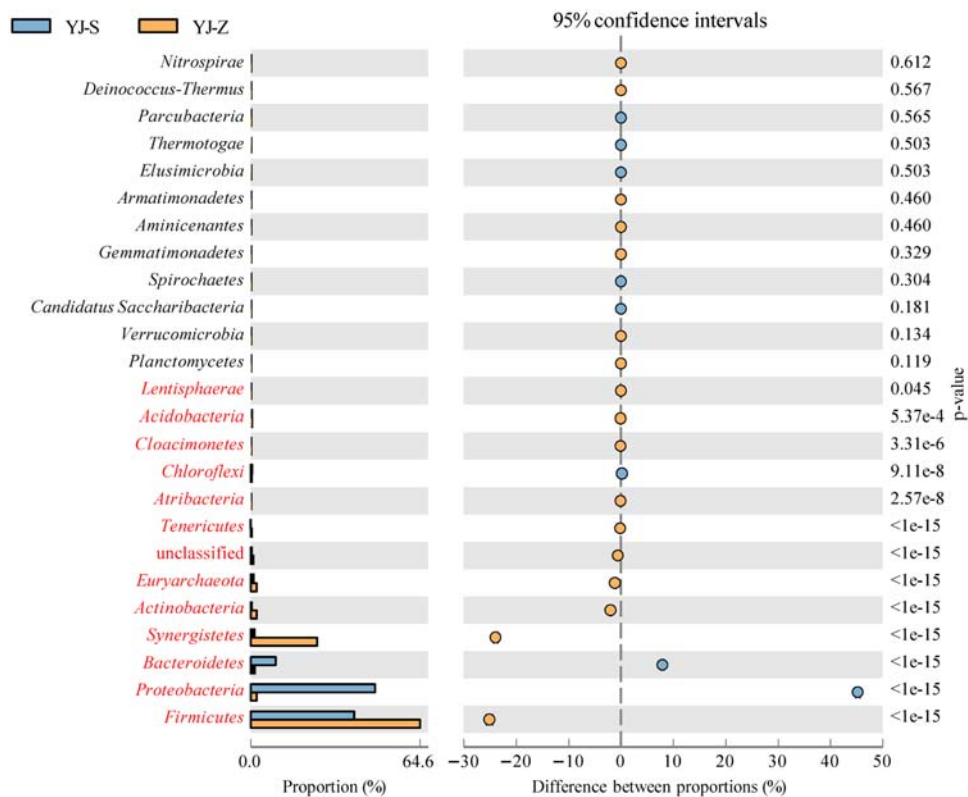 YJ-S YJ-Z 95% confidence intervals
Nitrospirae 0.612
Deinococcus-Thermus 0.567
Parcubacteria 0.565
Thermotogae 0.503
Elusimicrobia 0.503
Armatimonadetes 0.460
Aminicenantes 0.460
Gemmatimonadetes 0.329
Spirochaetes 0.304
Candidatus Saccharibacteria 0.181
Verrucomicrobia 0.134
Planctomycetes 0.119
Lentisphaerae 0.045
Acidobacteria 5.37e-4
Cloacimonetes 3.31e-6
Chloroflexi 9.11e-8
Atribacteria 2.57e-8
Tenericutes <1e-15
unclassified <1e-15
Euryarchaeota <1e-15
Actinobacteria <1e-15
Synergistetes <1e-15
Bacteroidetes <1e-15
Proteobacteria <1e-15
Firmicutes <1e-15
p-value
0.0 64.6 −30 −20 −10 0 10 20 30 40 50
Proportion (%) Difference between proportions (%)